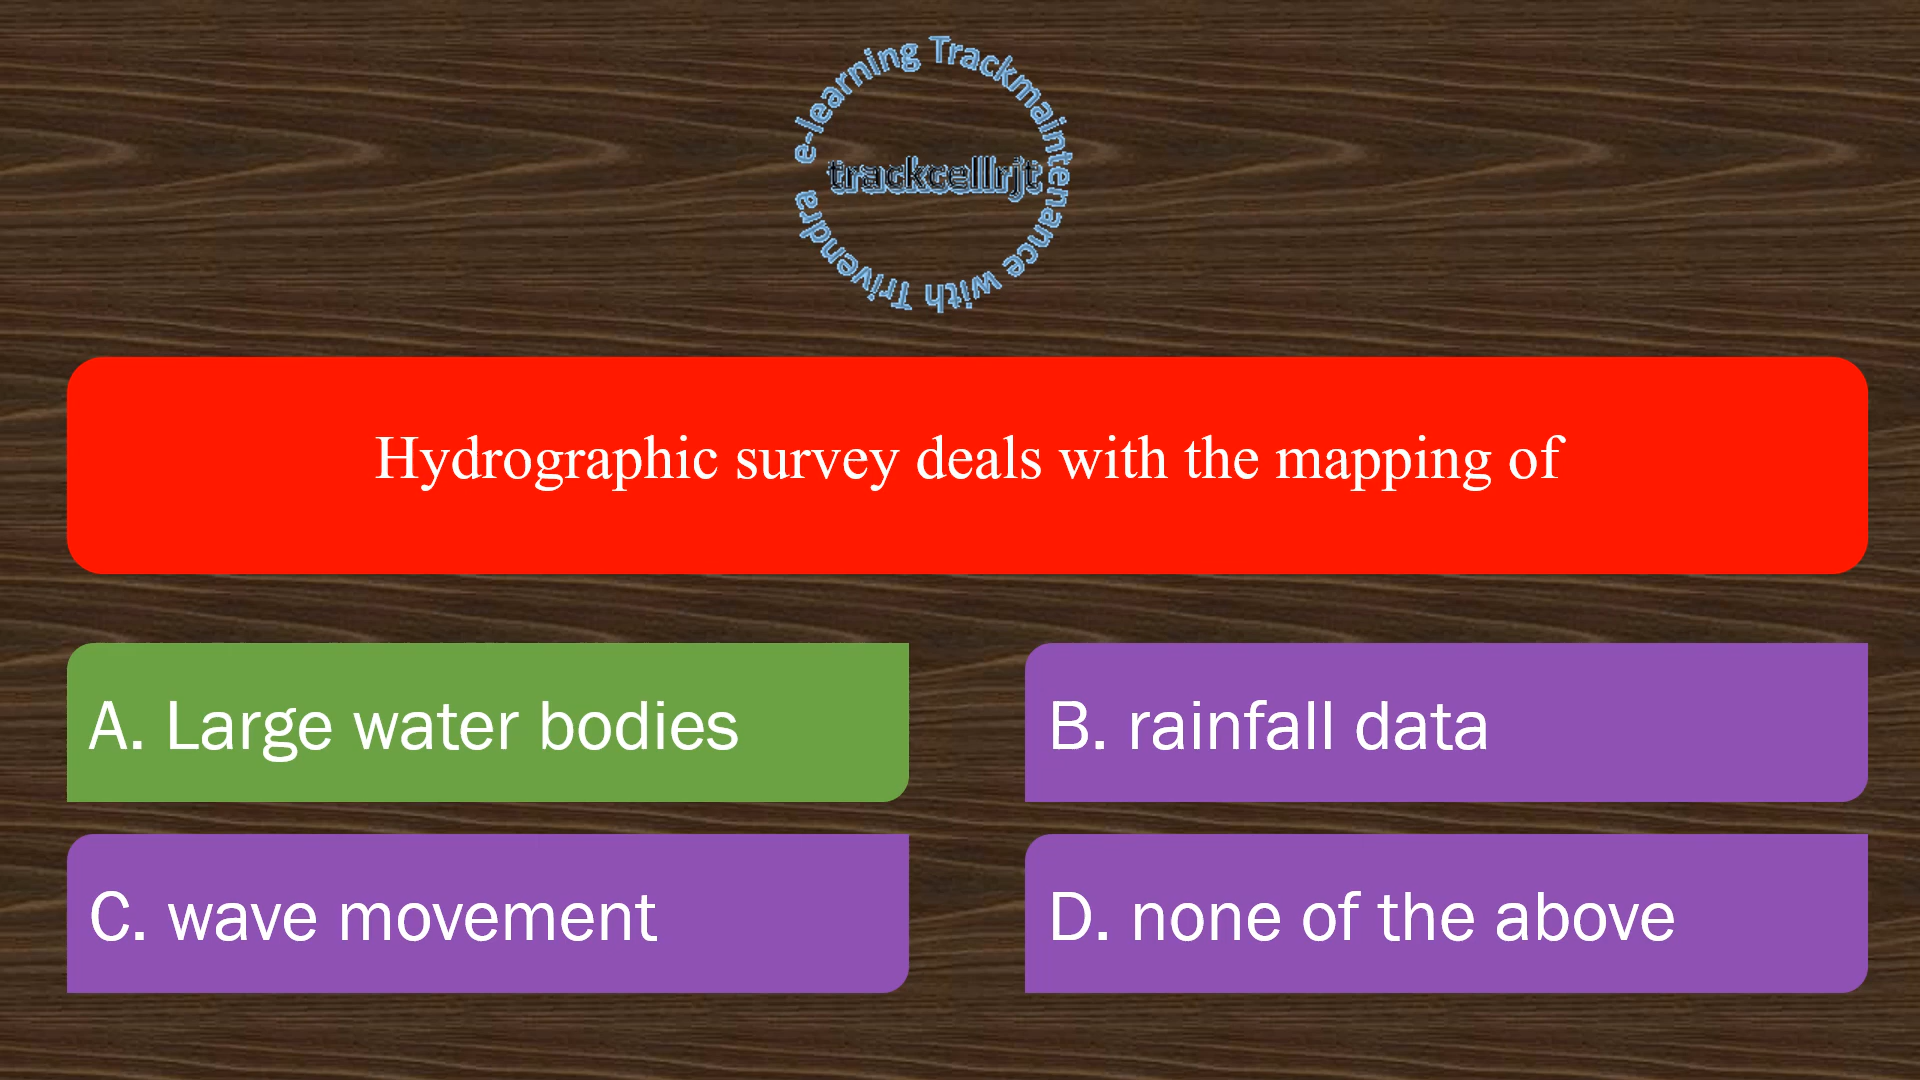 e-learning Trackmaintenance with Trivendra
trackcellrjt
Hydrographic survey deals with the mapping of
A. Large water bodies
B. rainfall data
C. wave movement
D. none of the above